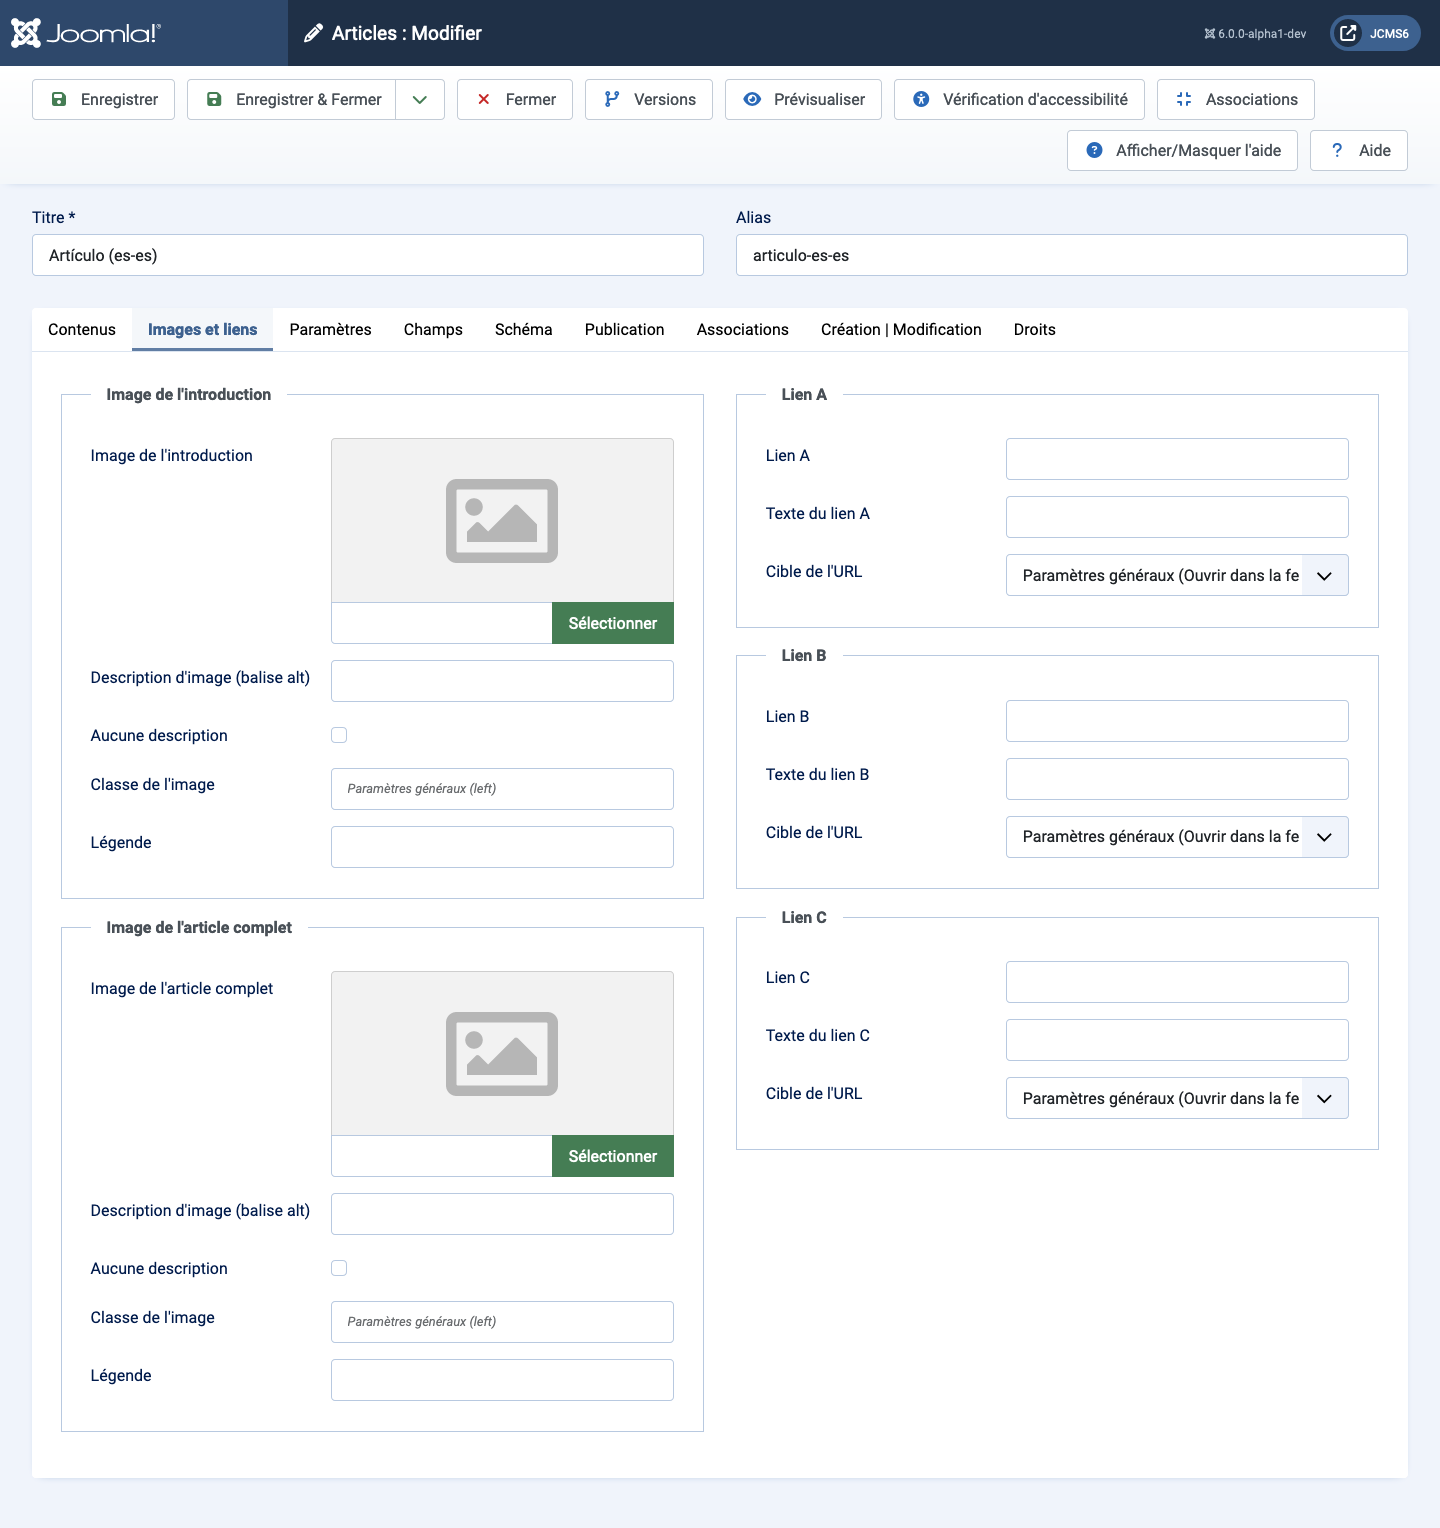 Joomla!®
Articles : Modifier
6.0.0-alpha1-dev
JCMS6
Enregistrer
Enregistrer & Fermer
Fermer
Versions
Prévisualiser
Vérification d'accessibilité
Associations
Afficher/Masquer l'aide
? Aide
Titre *
Alias
Artículo (es-es)
articulo-es-es
Contenus
Images et liens
Paramètres
Champs
Schéma
Publication
Associations
Création | Modification
Droits
Image de l'introduction
Image de l'introduction
Sélectionner
Description d'image (balise alt)
Aucune description
Classe de l'image
Paramètres généraux (left)
Légende
Image de l'article complet
Image de l'article complet
Sélectionner
Description d'image (balise alt)
Aucune description
Classe de l'image
Paramètres généraux (left)
Légende
Lien A
Lien A
Texte du lien A
Cible de l'URL
Paramètres généraux (Ouvrir dans la fe
Lien B
Lien B
Texte du lien B
Cible de l'URL
Paramètres généraux (Ouvrir dans la fe
Lien C
Lien C
Texte du lien C
Cible de l'URL
Paramètres généraux (Ouvrir dans la fe